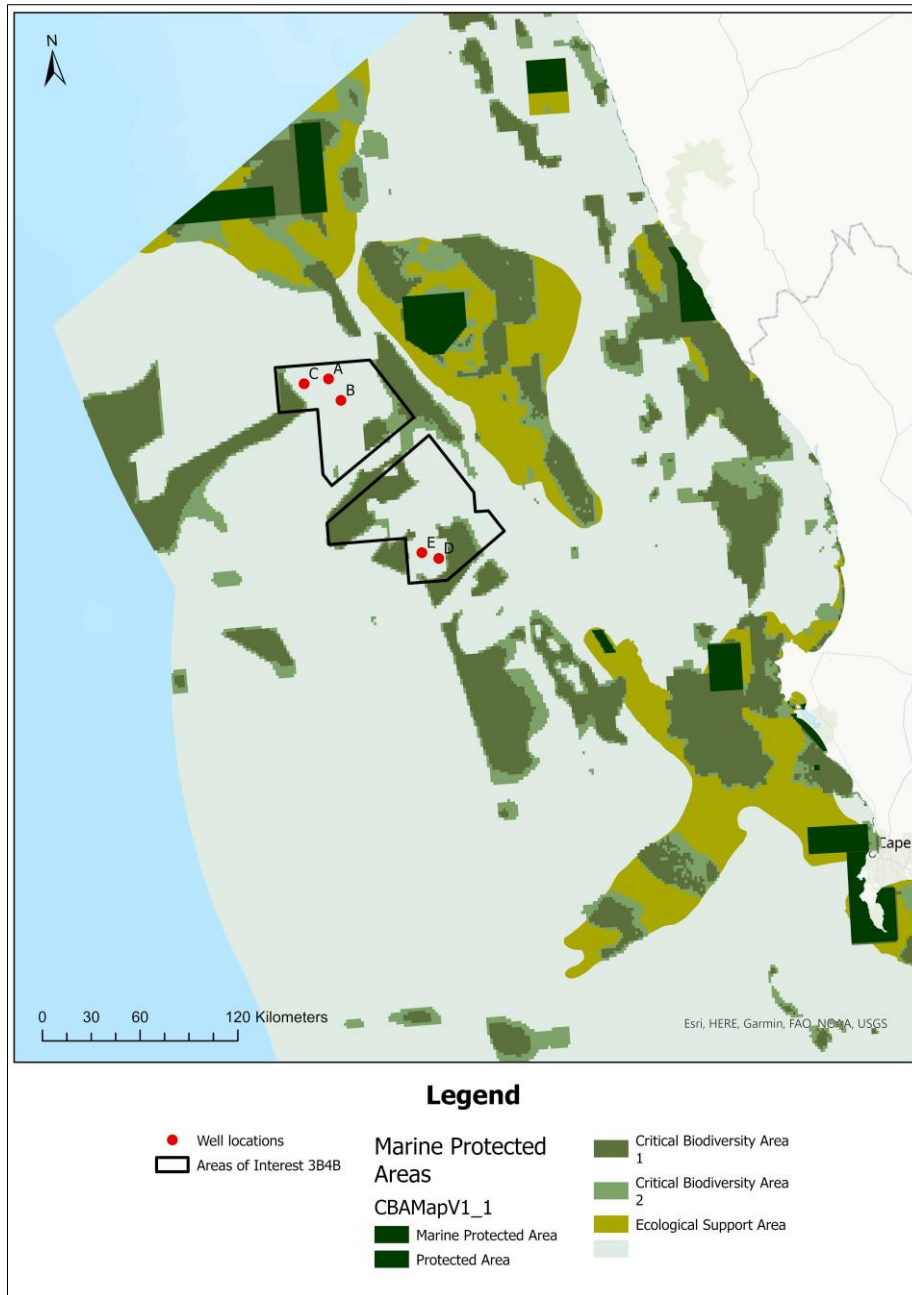 N
C
A
B
E
D
Cape
0 30 60 120 Kilometers
Esri, HERE, Garmin, FAO, NOAA, USGS
Legend
Well locations
Areas of Interest 3B4B
Marine Protected
Areas
CBAMapV1_1
Marine Protected Area
Protected Area
Critical Biodiversity Area
1
Critical Biodiversity Area
2
Ecological Support Area